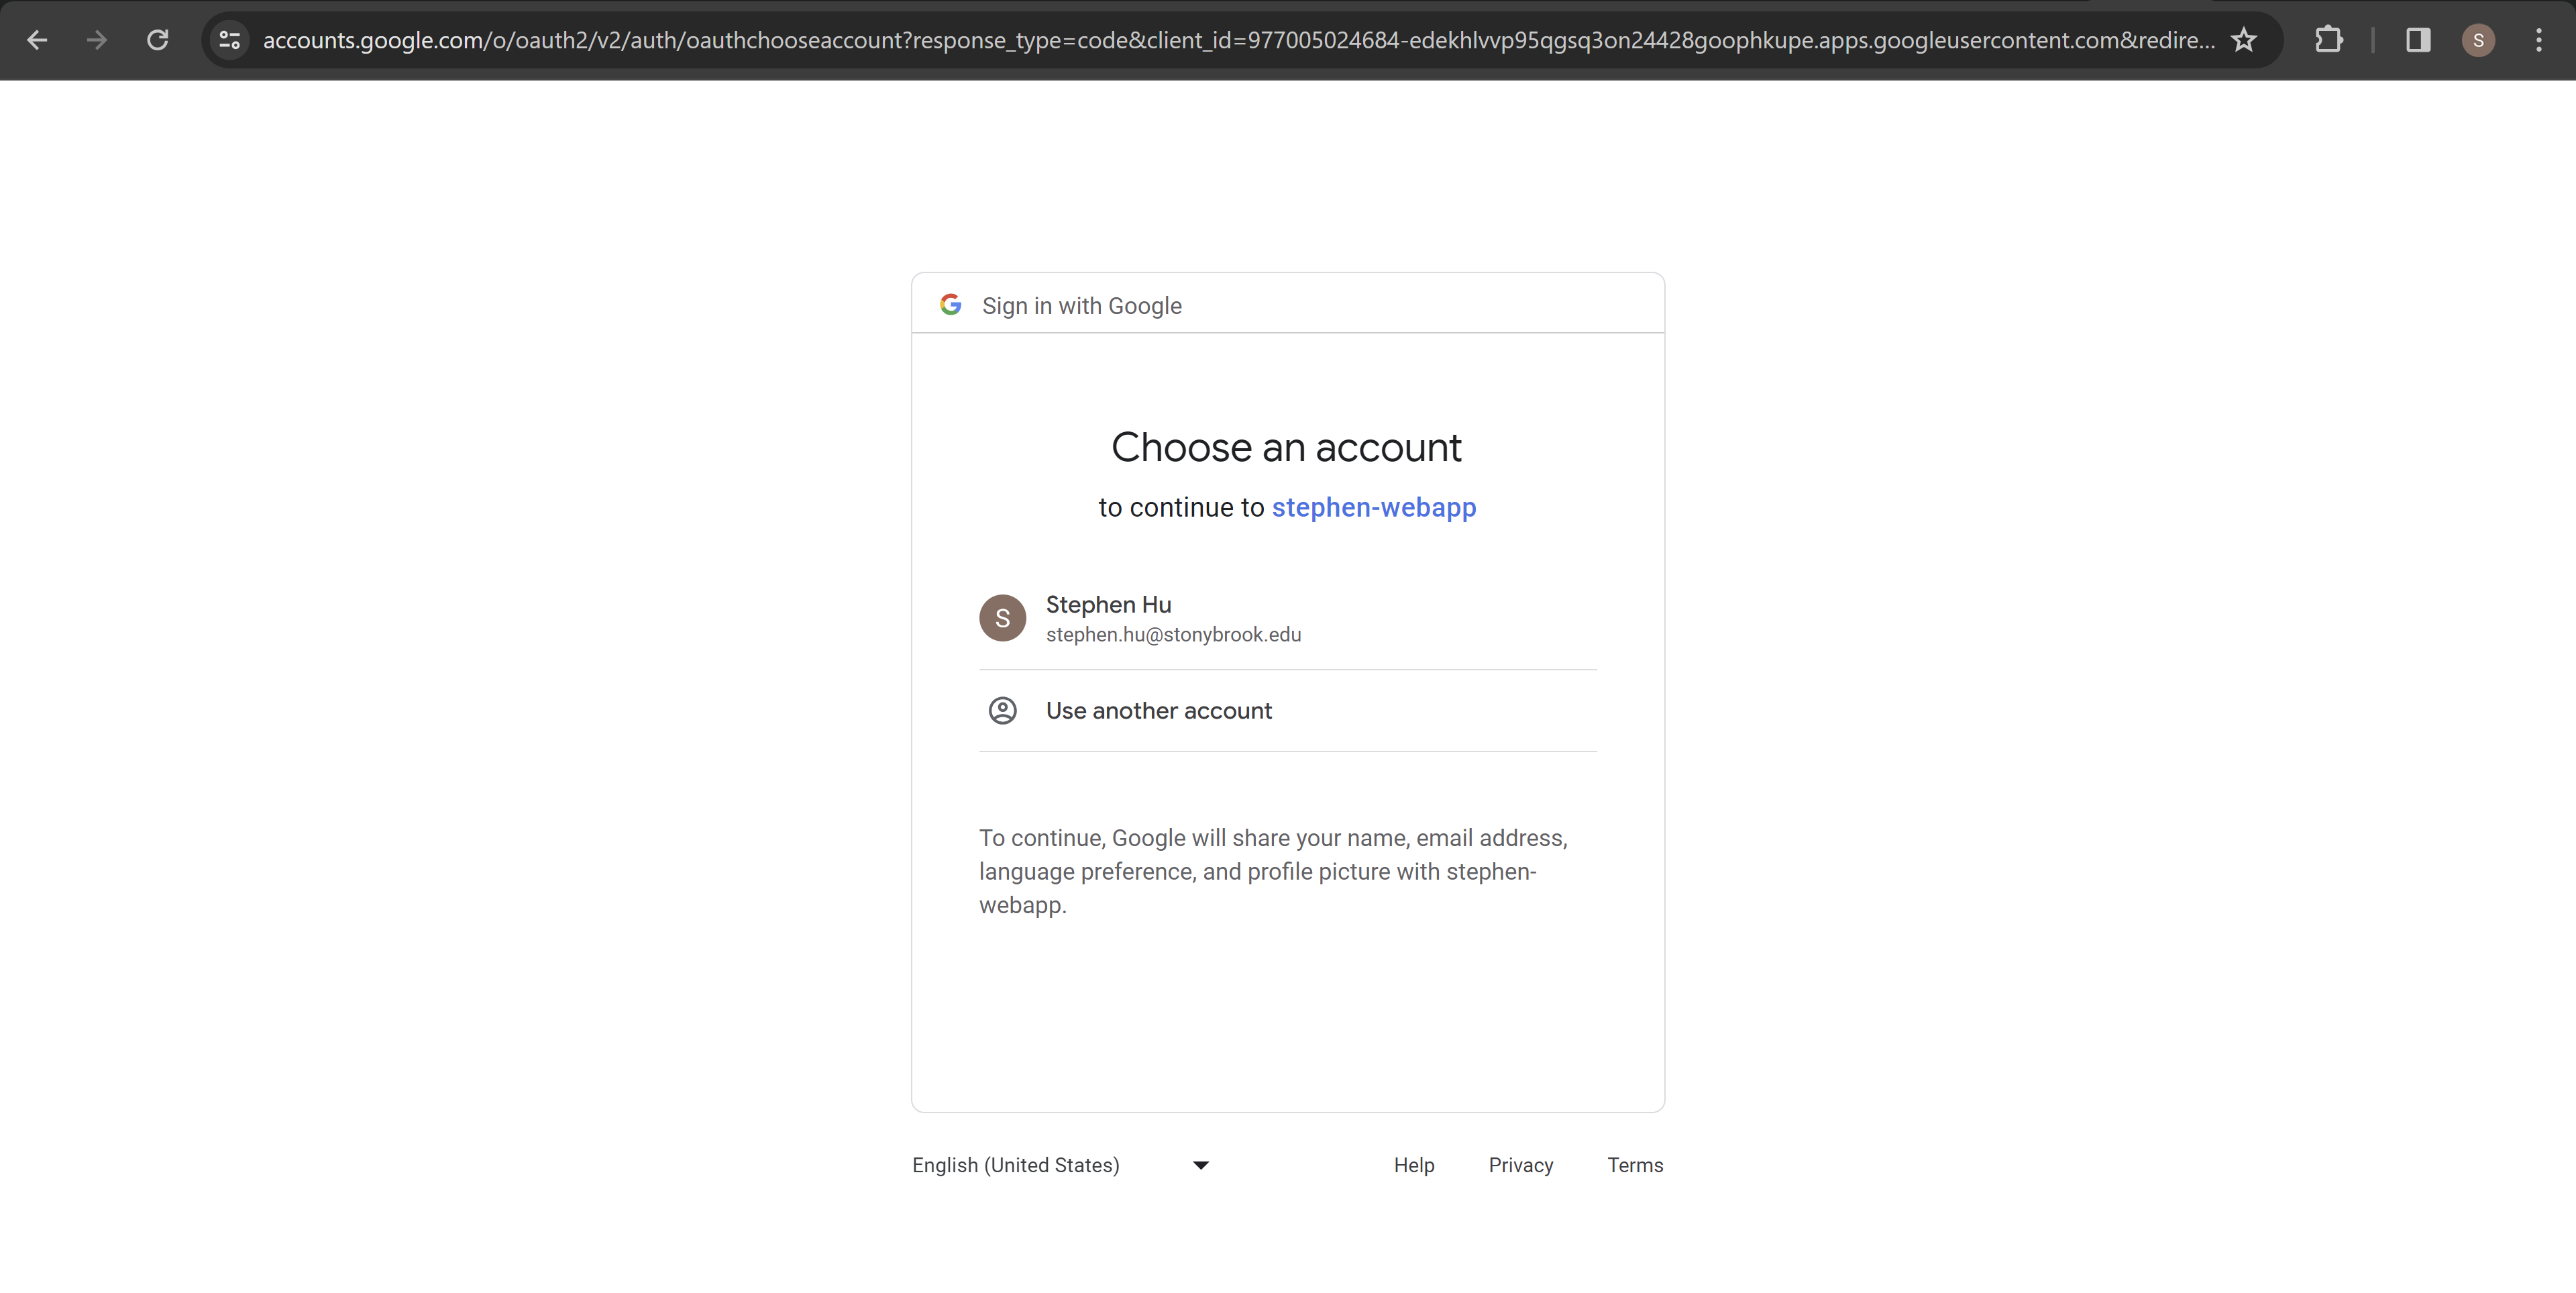 accounts.google.com/o/oauth2/v2/auth/oauthchooseaccount?response_type=code&client_id=977005024684-edekhlvvp95qgsq3on24428goophkupe.apps.googleusercontent.com&redire...
S
Sign in with Google
Choose an account
to continue to stephen-webapp
S
Stephen Hu
stephen.hu@stonybrook.edu
Use another account
To continue, Google will share your name, email address,
language preference, and profile picture with stephen-
webapp.
English (United States)
Help
Privacy
Terms